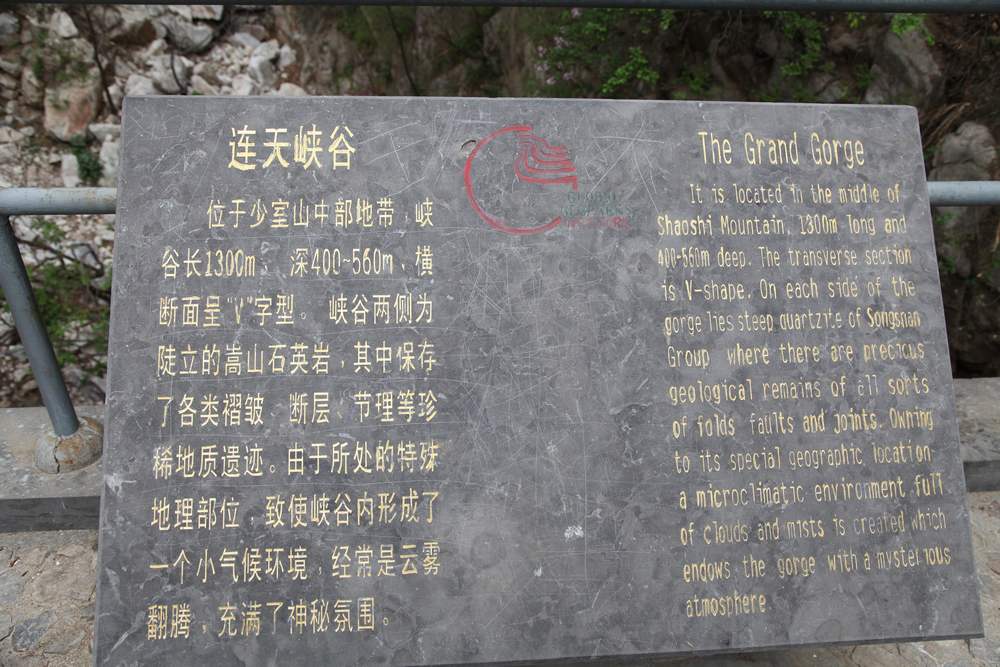 连天峡谷
位于少室山中部地带，峡
谷长1300m、深400~560m，横
断面呈"V"字型。峡谷两侧为
陡立的嵩山石英岩，其中保存
了各类褶皱 断层、节理等珍
稀地质遗迹。由于所处的特殊
地理部位，致使峡谷内形成了
一个小气候环境，经常是云雾
翻腾，充满了神秘氛围。
The Grand Gorge
It is located in the middle of
Shaoshi Mountain, 1300m long and
400-560m deep. The transverse section
is V-shape. On each side of the
gorge lies steep quartzite of Songshan
Group where there are precious
geological remains of all sorts
of folds faults and joints. Owning
to its special geographic location
a microclimatic environment full
of clouds and mists is created which
endows the gorge with a mysterious
atmosphere